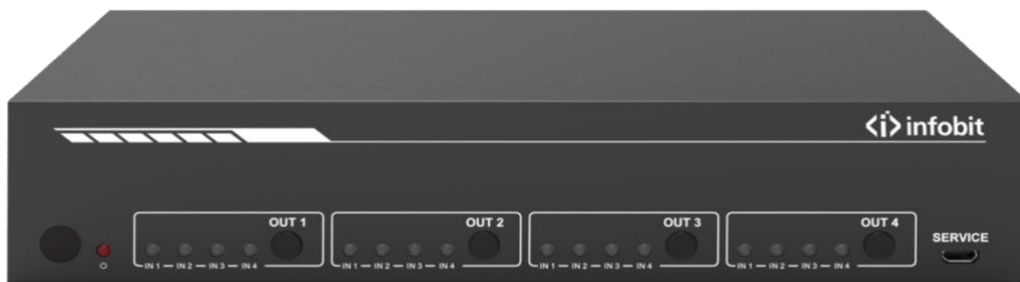 infobit
OUT 1
OUT 2
OUT 3
OUT 4
SERVICE
IN 1 IN 2 IN 3 IN 4
IN 1 IN 2 IN 3 IN 4
IN 1 IN 2 IN 3 IN 4
IN 1 IN 2 IN 3 IN 4